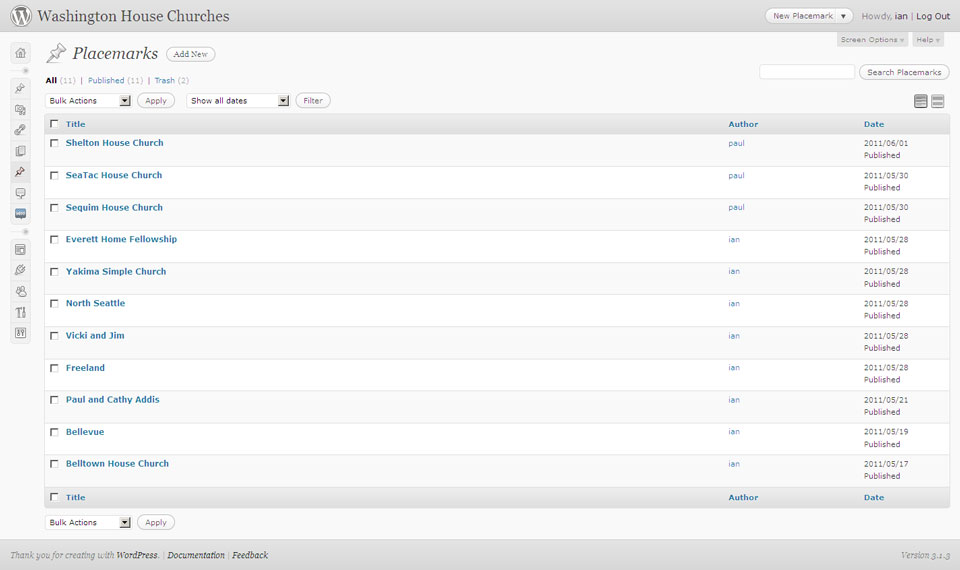 Washington House Churches
New Placemark
Howdy, ian | Log Out
Screen Options
Help
Placemarks
Add New
All (11) | Published (11) | Trash (2)
Search Placemarks
Bulk Actions
Apply
Show all dates
Filter
Title Author Date
Shelton House Church paul 2011/06/01
Published
SeaTac House Church paul 2011/05/30
Published
Sequim House Church paul 2011/05/30
Published
Everett Home Fellowship ian 2011/05/28
Published
Yakima Simple Church ian 2011/05/28
Published
North Seattle ian 2011/05/28
Published
Vicki and Jim ian 2011/05/28
Published
Freeland ian 2011/05/28
Published
Paul and Cathy Addis ian 2011/05/21
Published
Bellevue ian 2011/05/19
Published
Belltown House Church ian 2011/05/17
Published
Title Author Date
Bulk Actions
Apply
Thank you for creating with WordPress. | Documentation | Feedback
Version 3.1.3